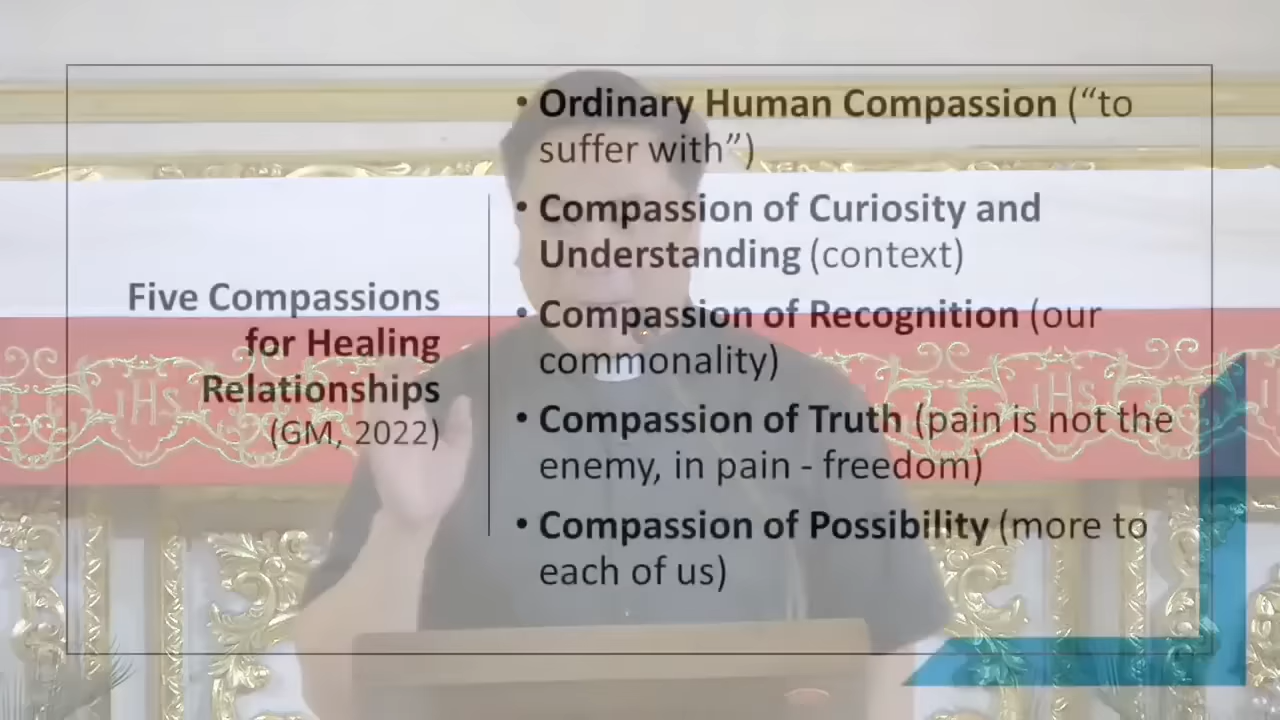 Five Compassions
for Healing
Relationships
(GM, 2022)
• Ordinary Human Compassion (“to
suffer with”)
• Compassion of Curiosity and
Understanding (context)
• Compassion of Recognition (our
commonality)
• Compassion of Truth (pain is not the
enemy, in pain - freedom)
• Compassion of Possibility (more to
each of us)
IHS
IHS